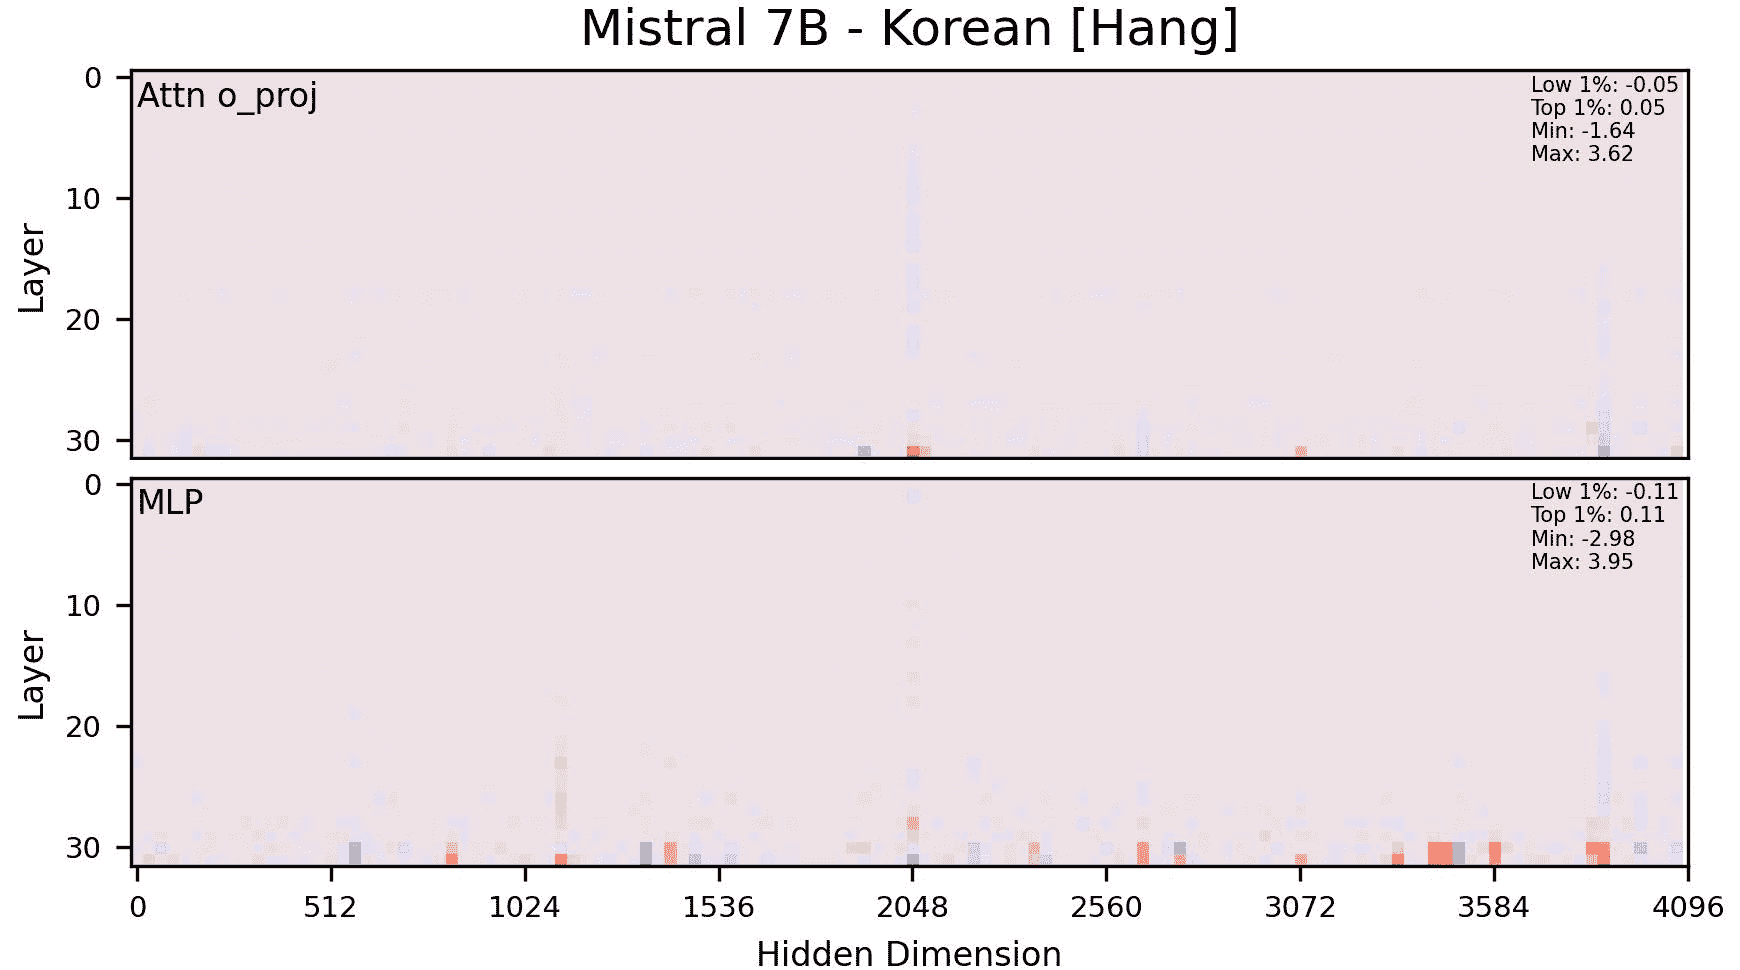 Mistral 7B - Korean [Hang]
0
Attn o_proj
Low 1%: -0.05
Top 1%: 0.05
Min: -1.64
Max: 3.62
10
Layer
20
30
0
MLP
Low 1%: -0.11
Top 1%: 0.11
Min: -2.98
Max: 3.95
10
Layer
20
30
0 512 1024 1536 2048 2560 3072 3584 4096
Hidden Dimension